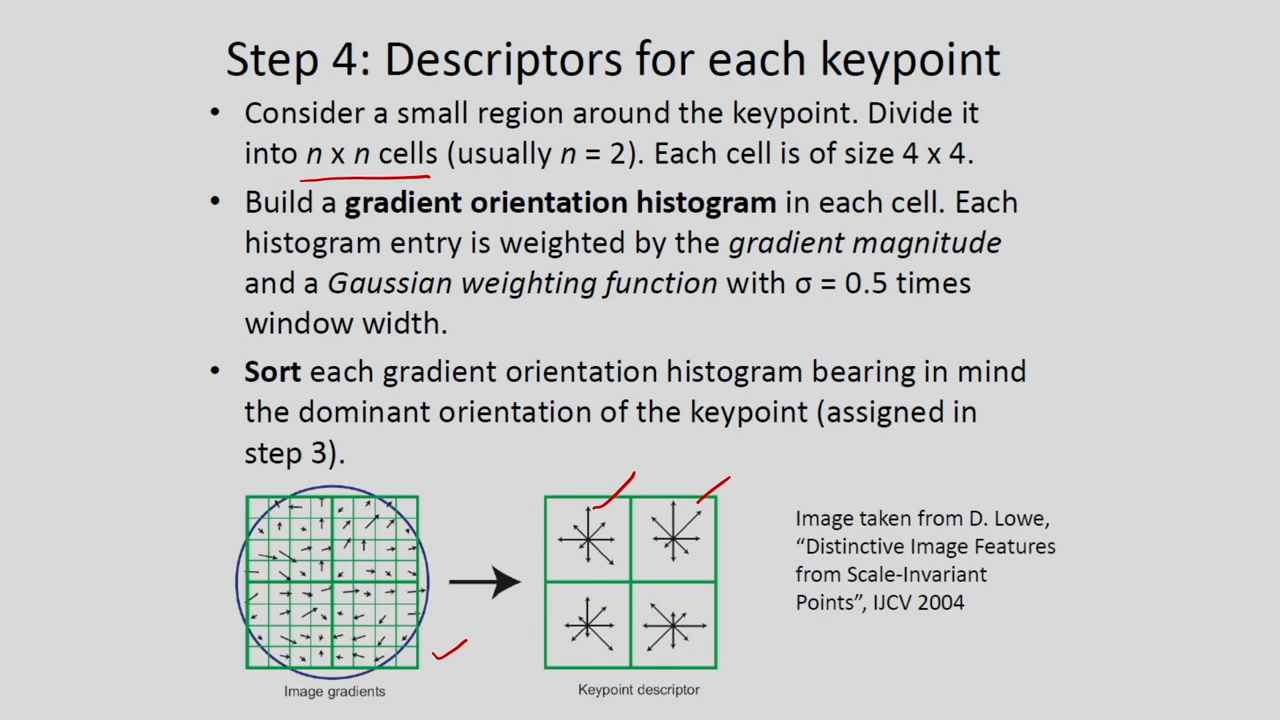 Step 4: Descriptors for each keypoint
• Consider a small region around the keypoint. Divide it
into n x n cells (usually n = 2). Each cell is of size 4 x 4.
• Build a gradient orientation histogram in each cell. Each
histogram entry is weighted by the gradient magnitude
and a Gaussian weighting function with σ = 0.5 times
window width.
• Sort each gradient orientation histogram bearing in mind
the dominant orientation of the keypoint (assigned in
step 3).
Image gradients
Keypoint descriptor
Image taken from D. Lowe,
“Distinctive Image Features
from Scale-Invariant
Points”, IJCV 2004